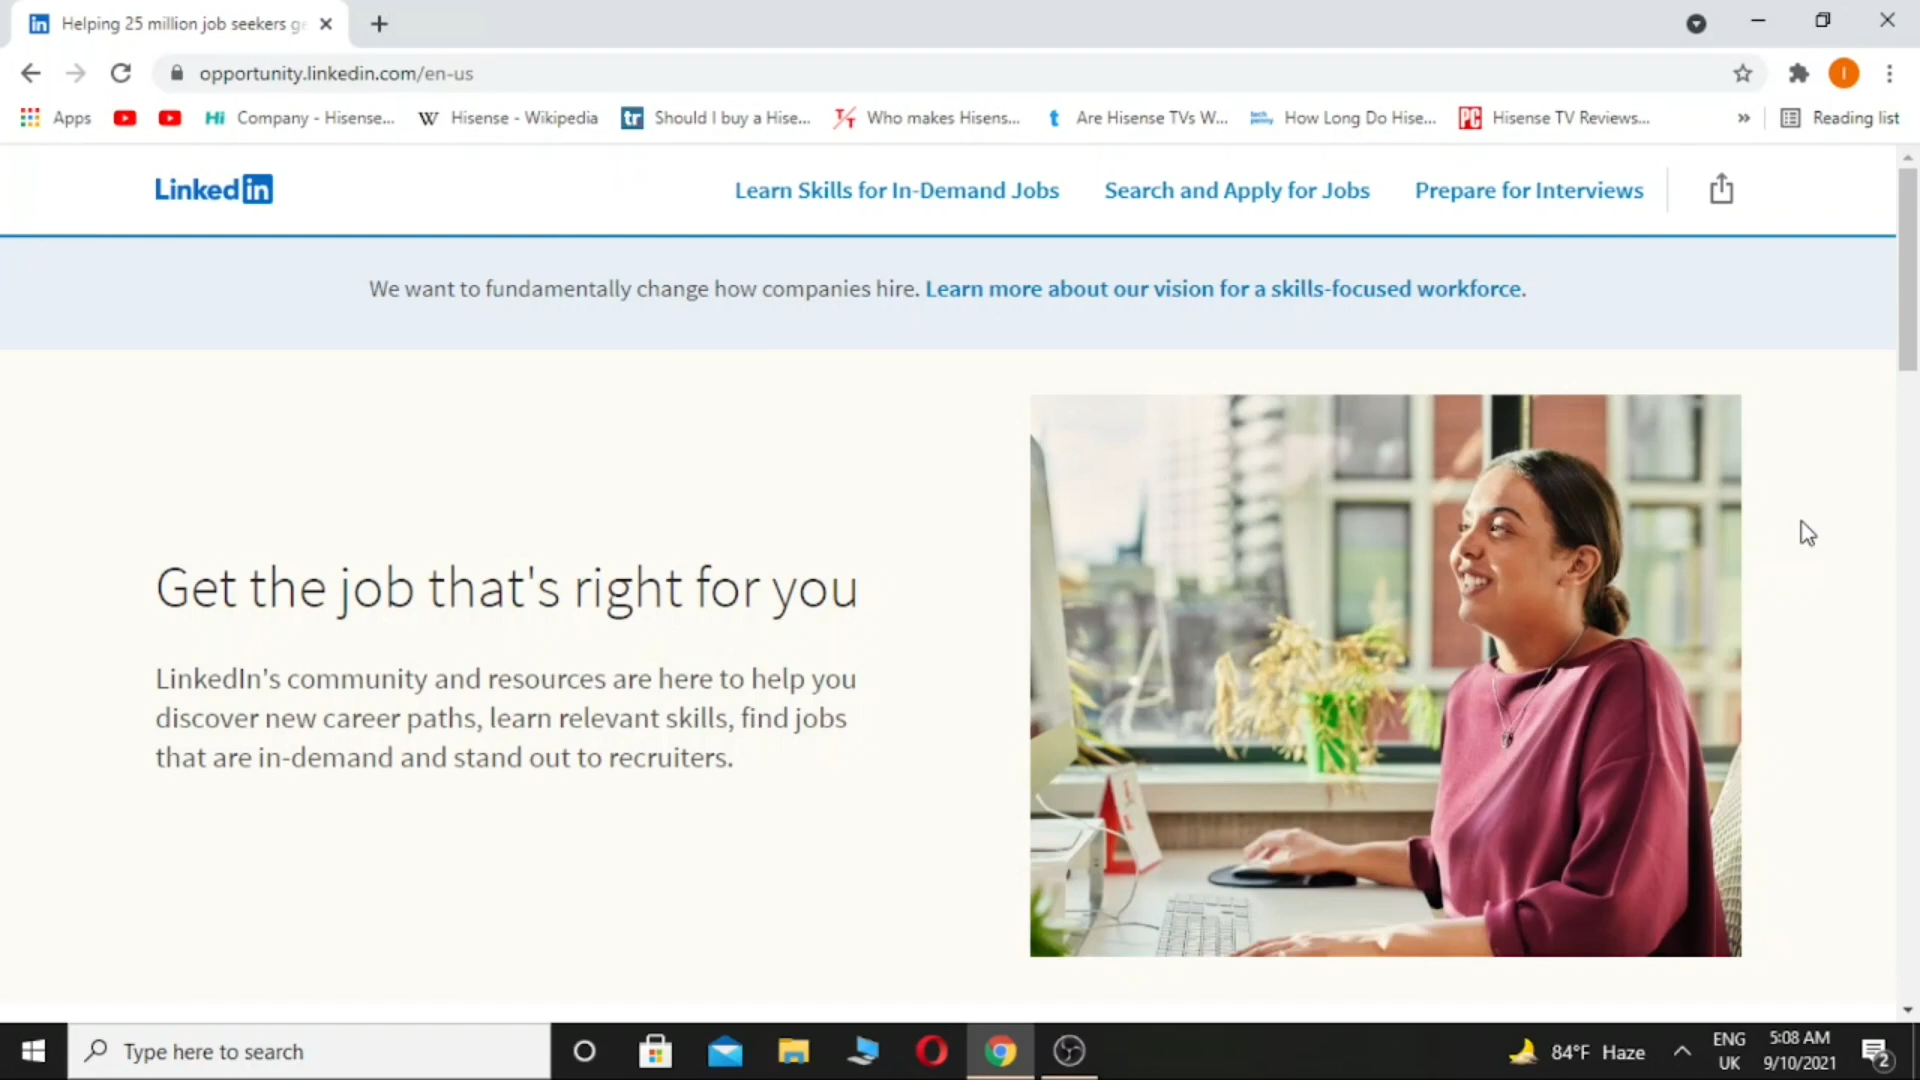 in Helping 25 million job seekers ge
opportunity.linkedin.com/en-us
I
Apps
Hi Company - Hisense...
W Hisense - Wikipedia
tr Should I buy a Hise...
T/T Who makes Hisens...
t Are Hisense TVs W...
How Long Do Hise...
PC Hisense TV Reviews...
»
Reading list
Linked in
Learn Skills for In-Demand Jobs
Search and Apply for Jobs
Prepare for Interviews
We want to fundamentally change how companies hire. Learn more about our vision for a skills-focused workforce.
Get the job that's right for you
LinkedIn's community and resources are here to help you
discover new career paths, learn relevant skills, find jobs
that are in-demand and stand out to recruiters.
Type here to search
84°F Haze
ENG
UK
5:08 AM
9/10/2021
2